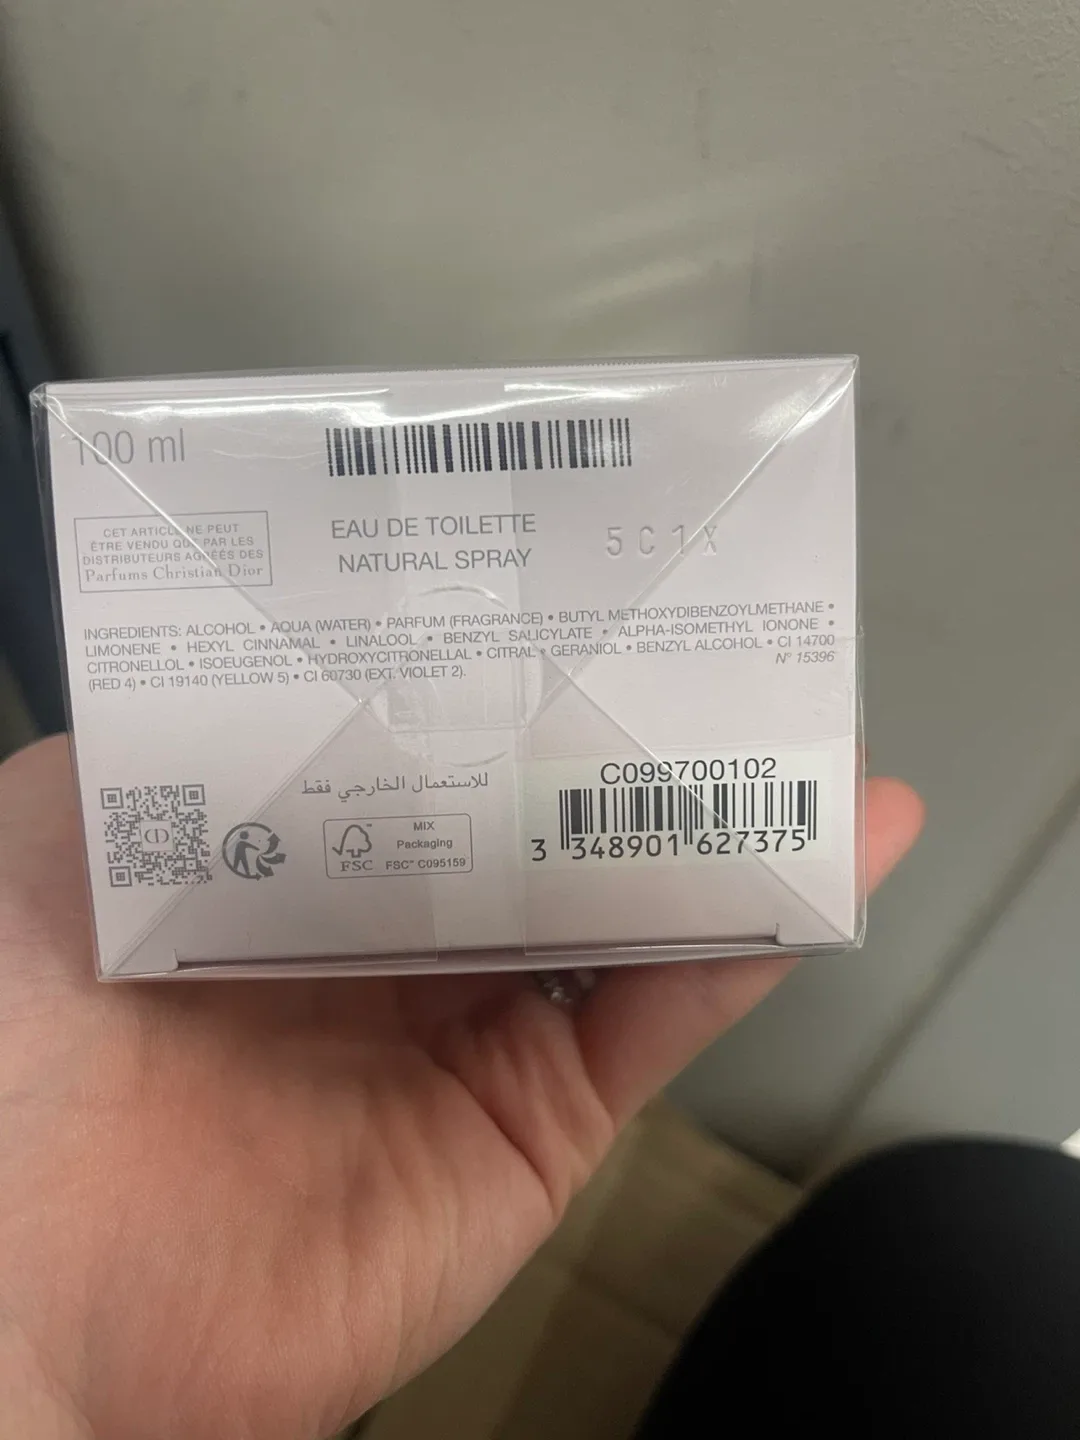 100 ml
CET ARTICLE NE PEUT
ÊTRE VENDU QUE PAR LES
DISTRIBUTEURS AGRÉÉS DES
Parfums Christian Dior
EAU DE TOILETTE
NATURAL SPRAY
5C1X
INGREDIENTS: ALCOHOL • AQUA (WATER) • PARFUM (FRAGRANCE) • BUTYL METHOXYDIBENZOYLMETHANE •
LIMONENE • HEXYL CINNAMAL • LINALOOL • BENZYL SALICYLATE • ALPHA-ISOMETHYL IONONE •
CITRONELLOL • ISOEUGENOL • HYDROXYCITRONELLAL • CITRAL • GERANIOL • BENZYL ALCOHOL • CI 14700
(RED 4) • CI 19140 (YELLOW 5) • CI 60730 (EXT. VIOLET 2).
N° 15396
CD
للاستعمال الخارجي فقط
FSC™
MIX
Packaging
FSC® C095159
C099700102
3 348901 627375